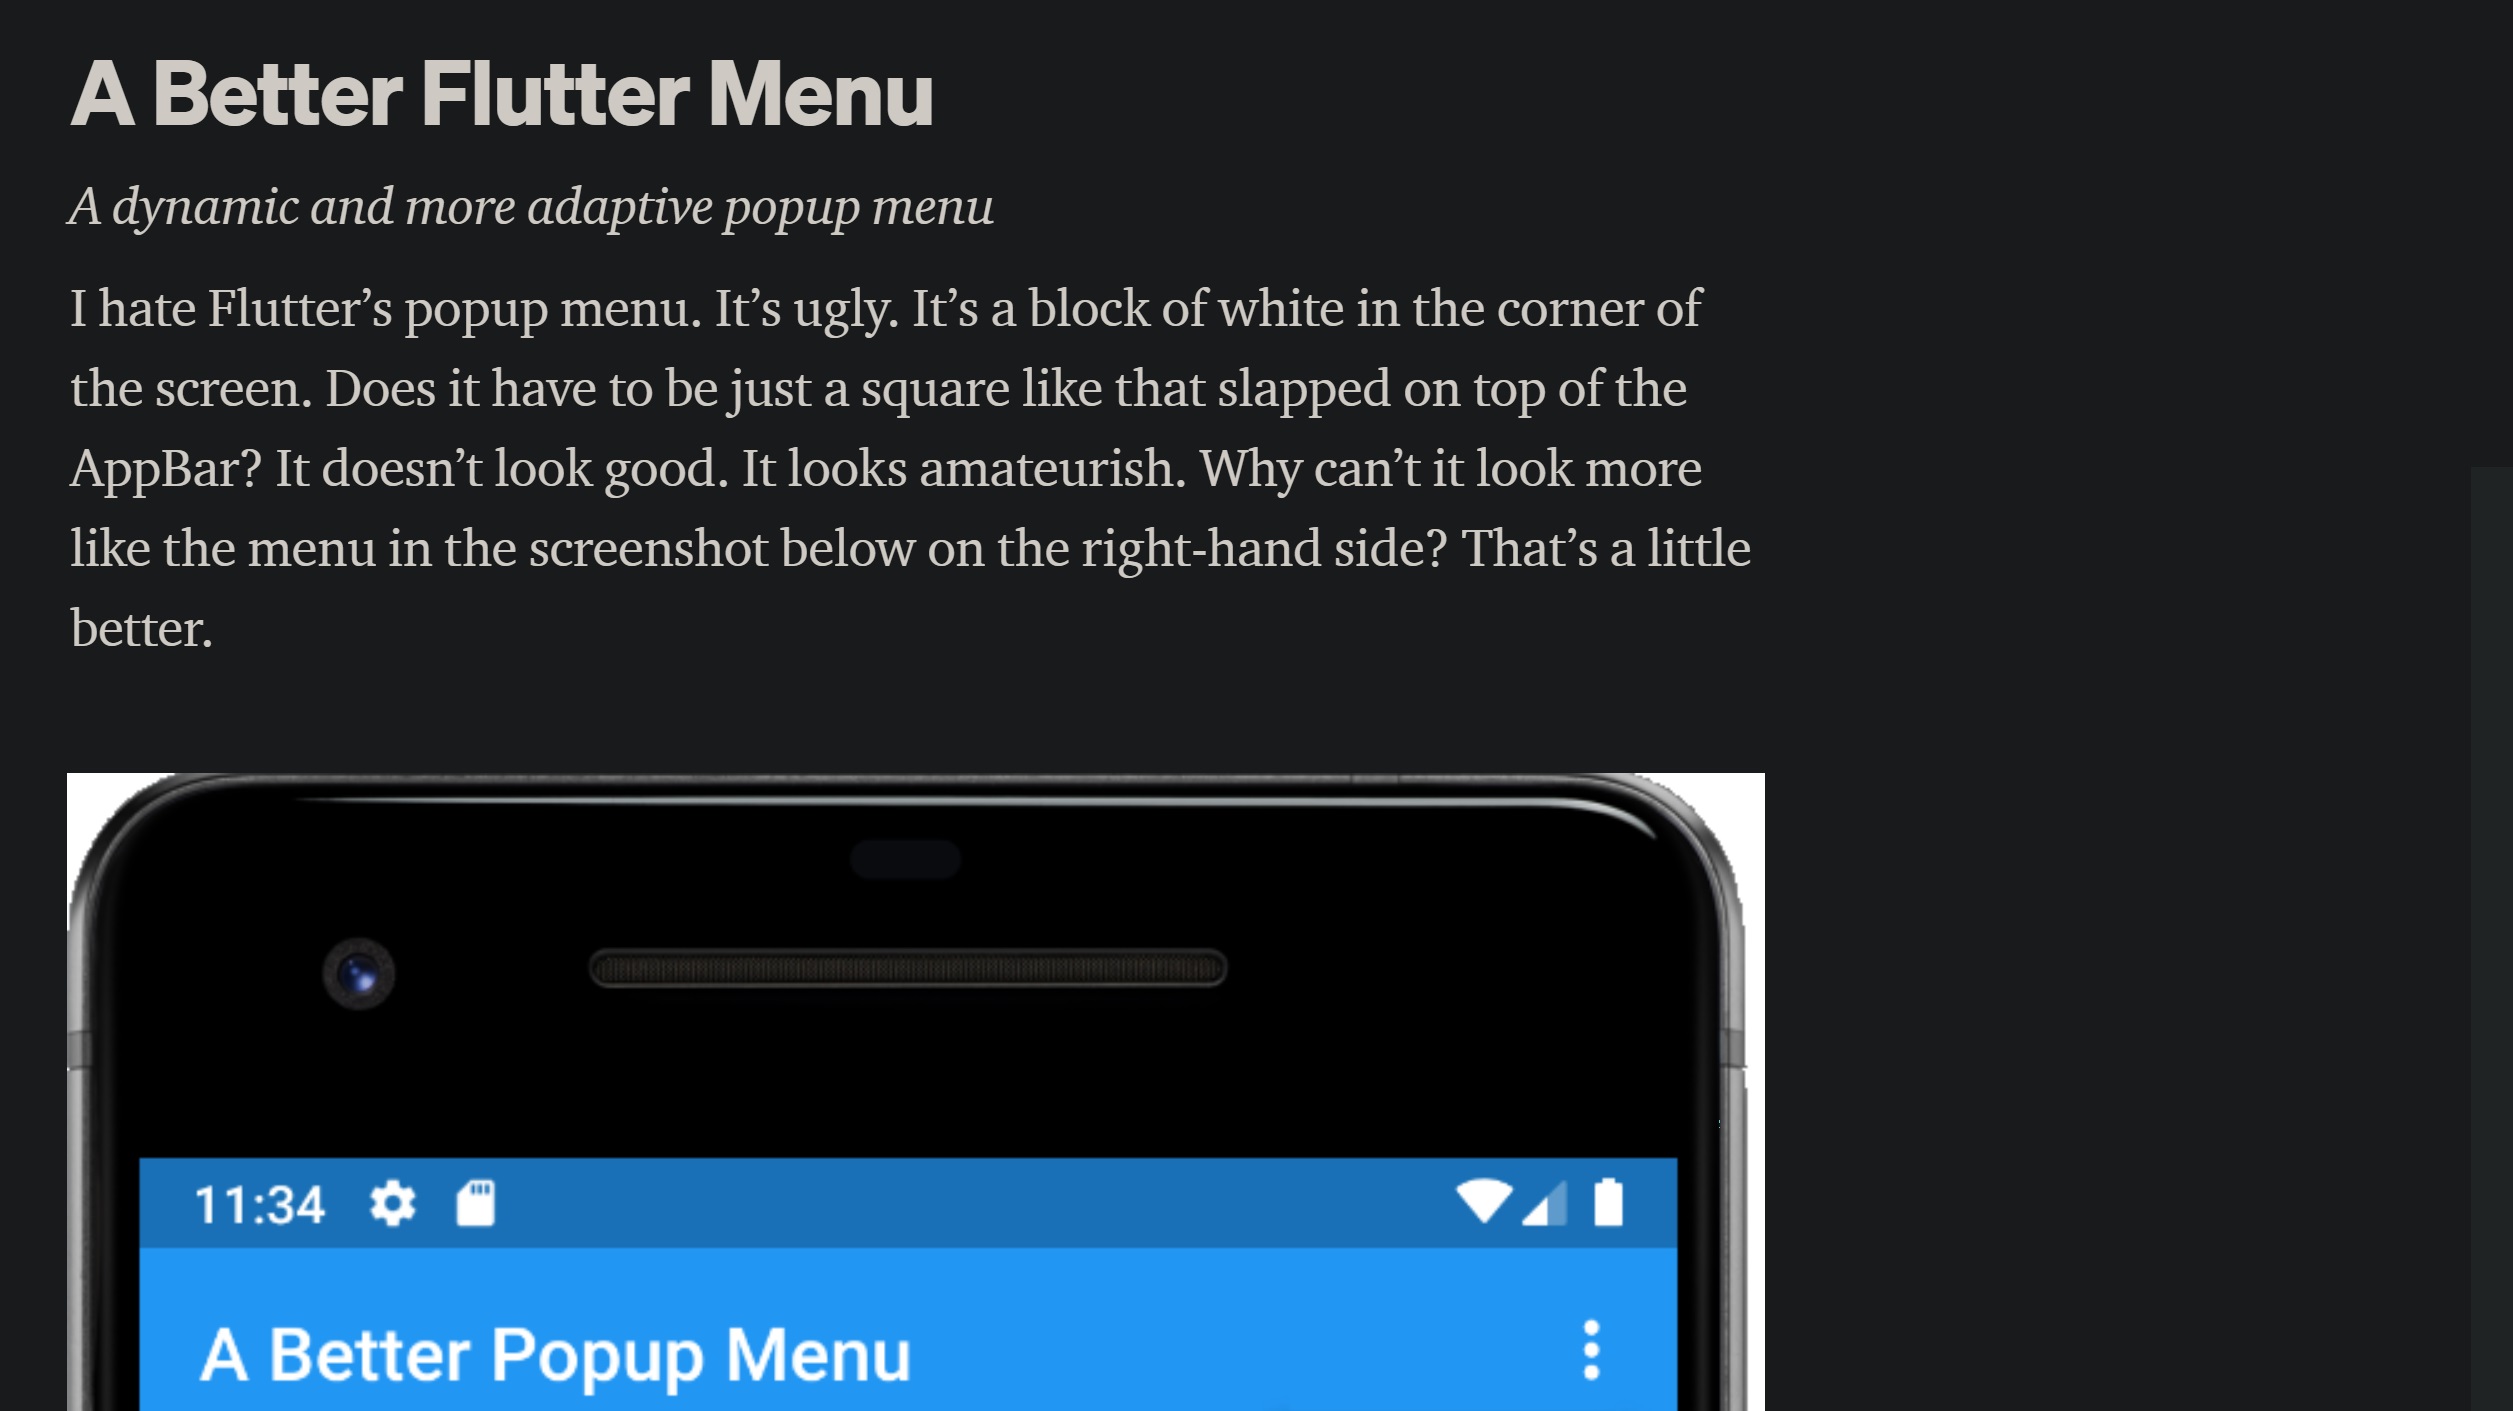 A Better Flutter Menu
A dynamic and more adaptive popup menu
I hate Flutter’s popup menu. It’s ugly. It’s a block of white in the corner of
the screen. Does it have to be just a square like that slapped on top of the
AppBar? It doesn’t look good. It looks amateurish. Why can’t it look more
like the menu in the screenshot below on the right-hand side? That’s a little
better.
11:34
A Better Popup Menu